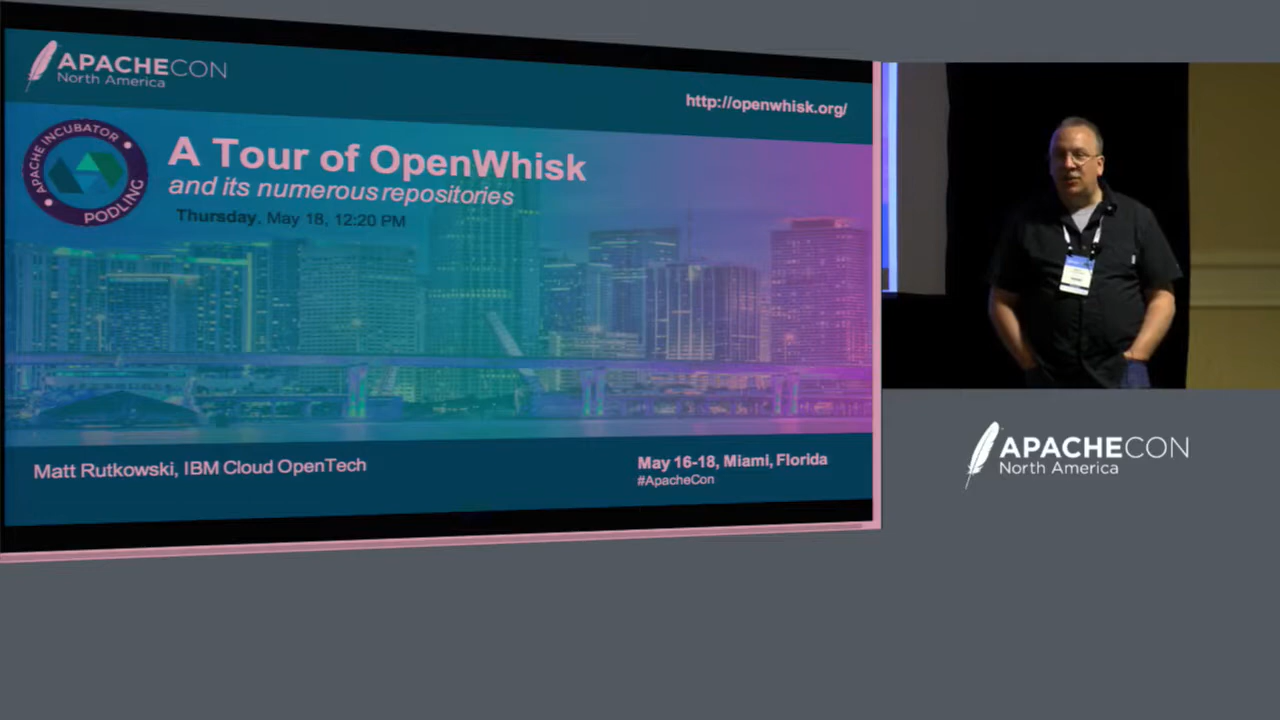 APACHECON
North America
http://openwhisk.org/
APACHE INCUBATOR
PODLING
A Tour of OpenWhisk
and its numerous repositories
Thursday, May 18, 12:20 PM
Matt Rutkowski, IBM Cloud OpenTech
May 16-18, Miami, Florida
#ApacheCon
APACHECON
North America